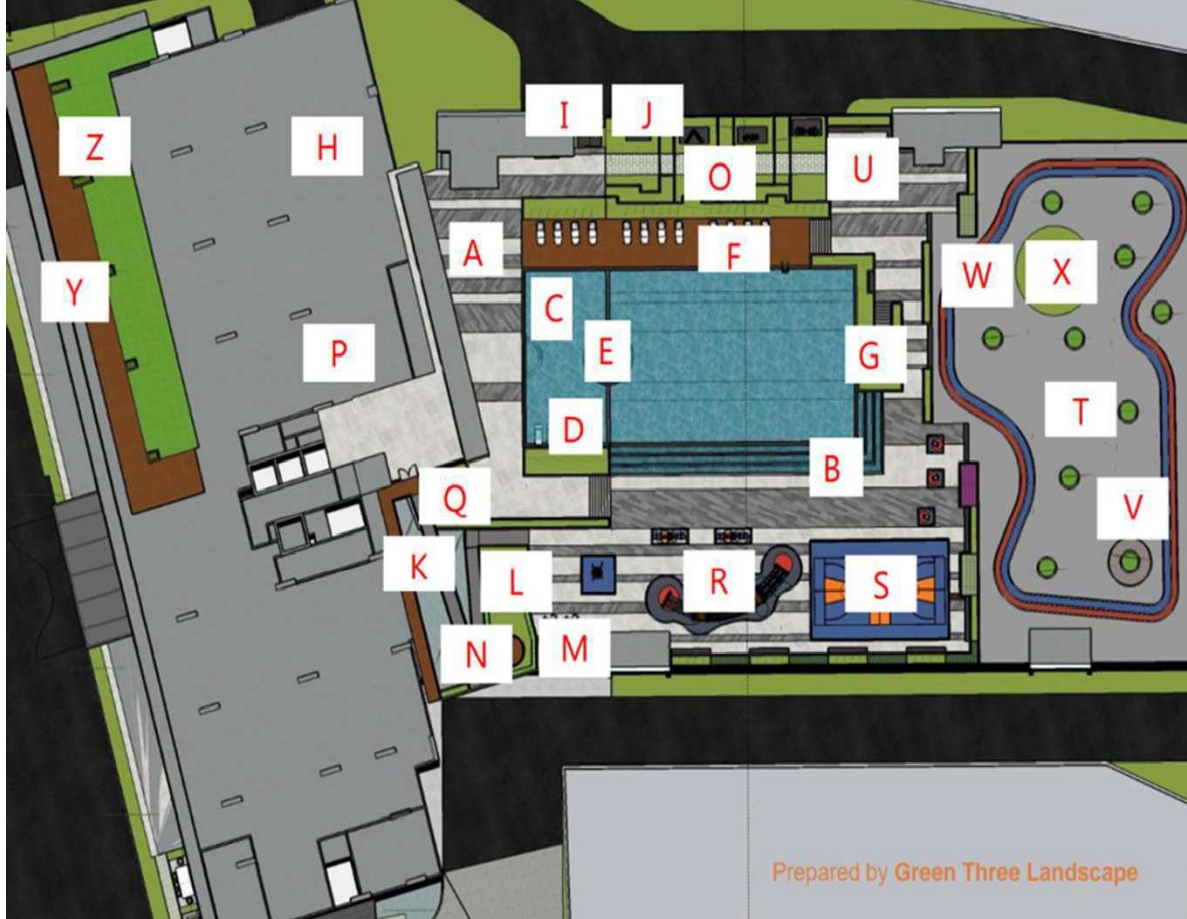 I J
Z H
O U
A
F W X
Y C
P E G
D T
B
Q
V
K L R S
N M
Prepared by Green Three Landscape